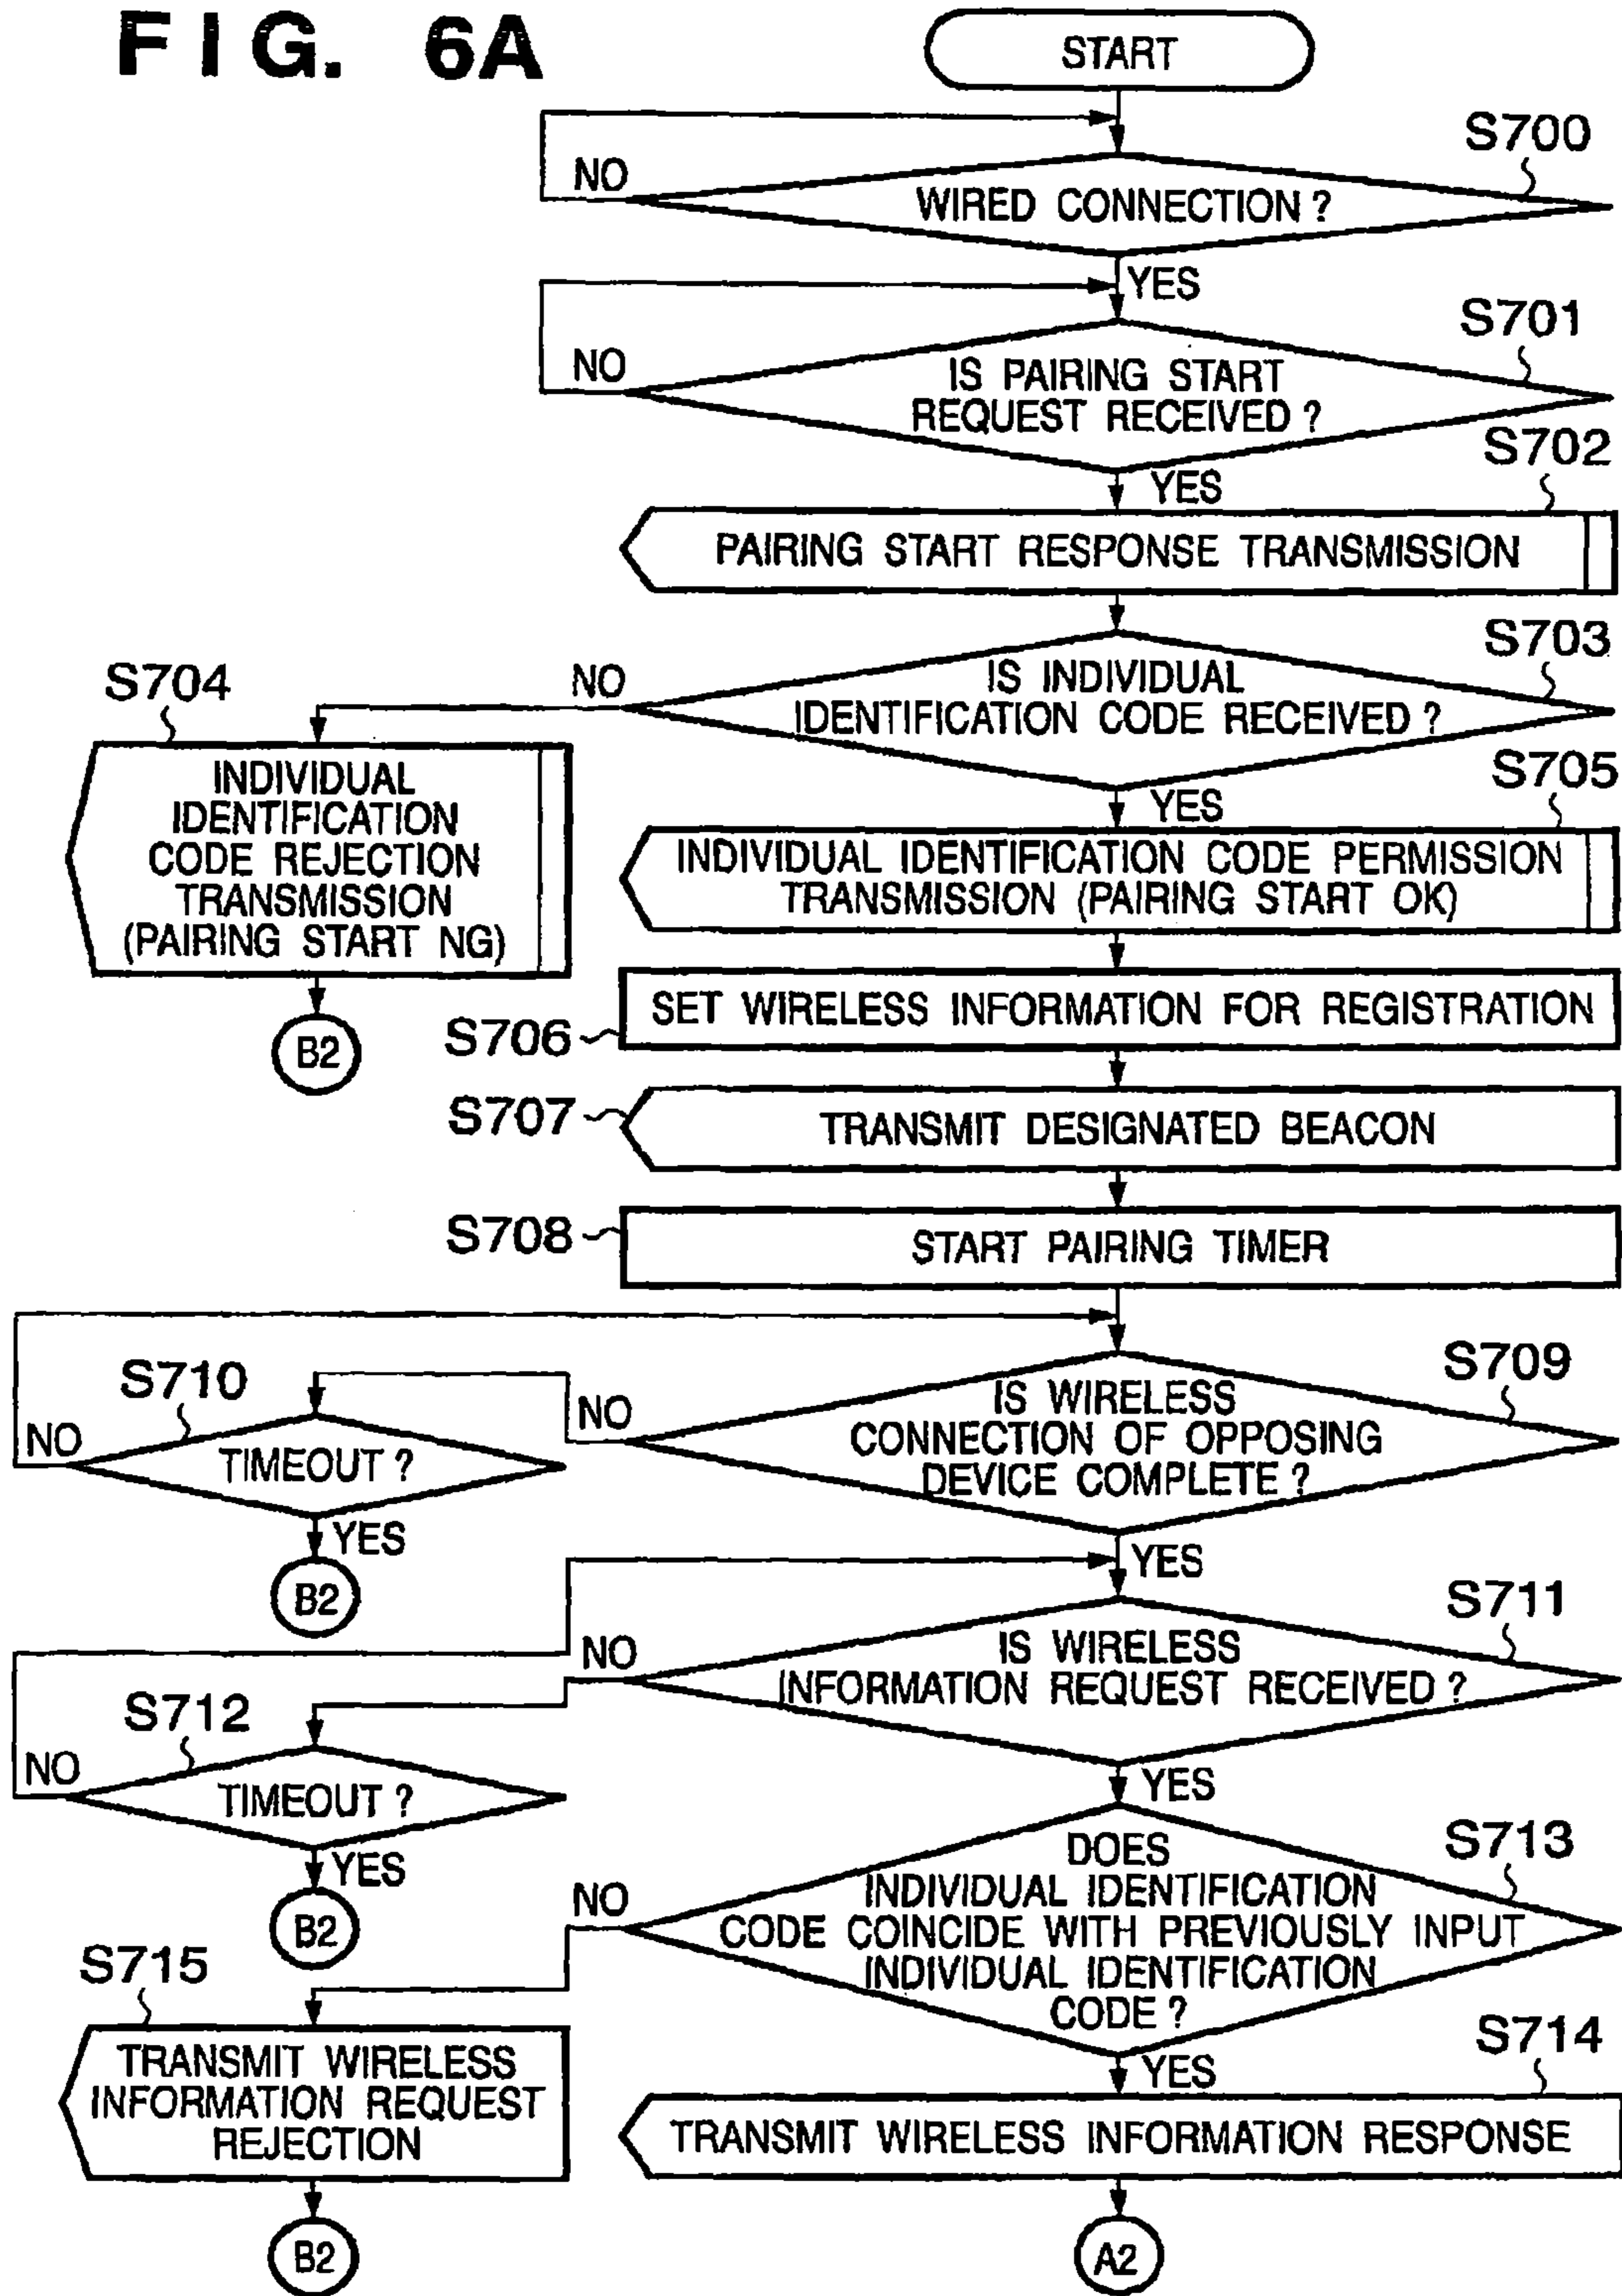 FIG. 6A
START
S700
NO
WIRED CONNECTION ?
YES
S701
NO
IS PAIRING START
REQUEST RECEIVED ?
S702
YES
PAIRING START RESPONSE TRANSMISSION
S703
NO
IS INDIVIDUAL
IDENTIFICATION CODE RECEIVED ?
S704
INDIVIDUAL
IDENTIFICATION
CODE REJECTION
TRANSMISSION
(PAIRING START NG)
B2
S705
YES
INDIVIDUAL IDENTIFICATION CODE PERMISSION
TRANSMISSION (PAIRING START OK)
SET WIRELESS INFORMATION FOR REGISTRATION
S706
S707
TRANSMIT DESIGNATED BEACON
S708
START PAIRING TIMER
S709
NO
IS WIRELESS
CONNECTION OF OPPOSING
DEVICE COMPLETE ?
S710
NO
TIMEOUT ?
YES
B2
YES
S711
NO
IS WIRELESS
INFORMATION REQUEST RECEIVED ?
S712
NO
TIMEOUT ?
YES
B2
YES
S713
NO
DOES
INDIVIDUAL IDENTIFICATION
CODE COINCIDE WITH PREVIOUSLY INPUT
INDIVIDUAL IDENTIFICATION
CODE ?
S715
TRANSMIT WIRELESS
INFORMATION REQUEST
REJECTION
B2
S714
YES
TRANSMIT WIRELESS INFORMATION RESPONSE
A2